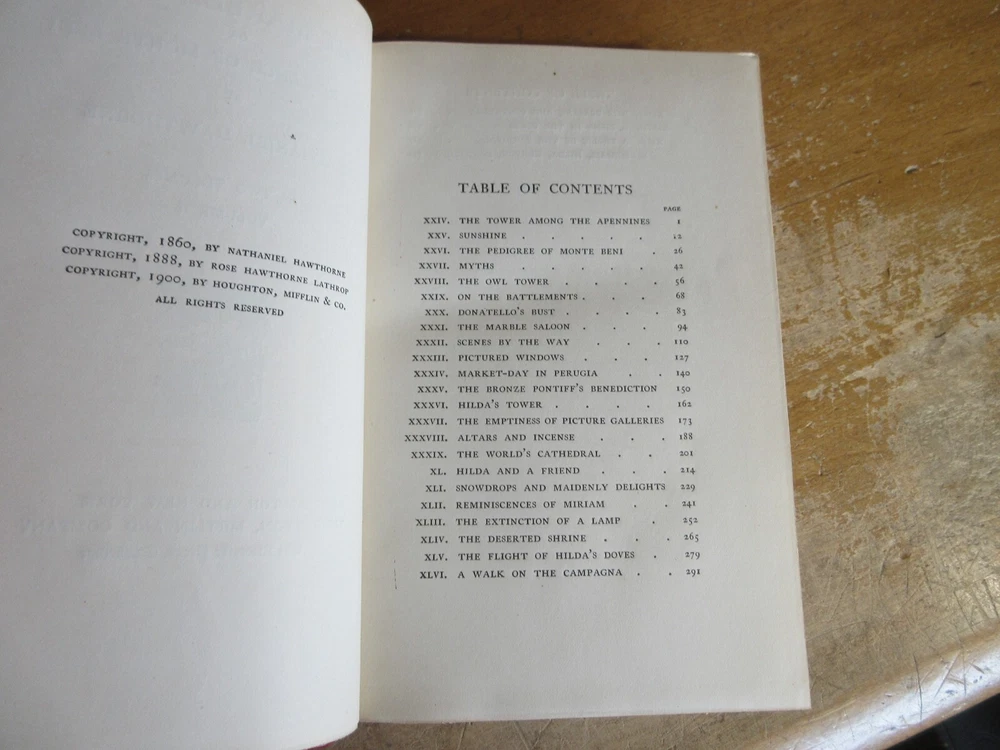 COPYRIGHT, 1860, BY NATHANIEL HAWTHORNE
COPYRIGHT, 1888, BY ROSE HAWTHORNE LATHROP
COPYRIGHT, 1900, BY HOUGHTON, MIFFLIN & CO.
ALL RIGHTS RESERVED
TABLE OF CONTENTS
PAGE
XXIV. THE TOWER AMONG THE APENNINES 1
XXV. SUNSHINE . . . . . 12
XXVI. THE PEDIGREE OF MONTE BENI . 26
XXVII. MYTHS . . . . . 42
XXVIII. THE OWL TOWER . . . . 56
XXIX. ON THE BATTLEMENTS . . . 68
XXX. DONATELLO'S BUST . . . . 83
XXXI. THE MARBLE SALOON . . . 94
XXXII. SCENES BY THE WAY . . . 110
XXXIII. PICTURED WINDOWS . . . 127
XXXIV. MARKET-DAY IN PERUGIA . . 140
XXXV. THE BRONZE PONTIFF'S BENEDICTION 150
XXXVI. HILDA'S TOWER . . . . 162
XXXVII. THE EMPTINESS OF PICTURE GALLERIES 173
XXXVIII. ALTARS AND INCENSE . . . 188
XXXIX. THE WORLD'S CATHEDRAL . . 201
XL. HILDA AND A FRIEND . . . 214
XLI. SNOWDROPS AND MAIDENLY DELIGHTS 229
XLII. REMINISCENCES OF MIRIAM . . 241
XLIII. THE EXTINCTION OF A LAMP . 252
XLIV. THE DESERTED SHRINE . . . 265
XLV. THE FLIGHT OF HILDA'S DOVES . 279
XLVI. A WALK ON THE CAMPAGNA . . 291